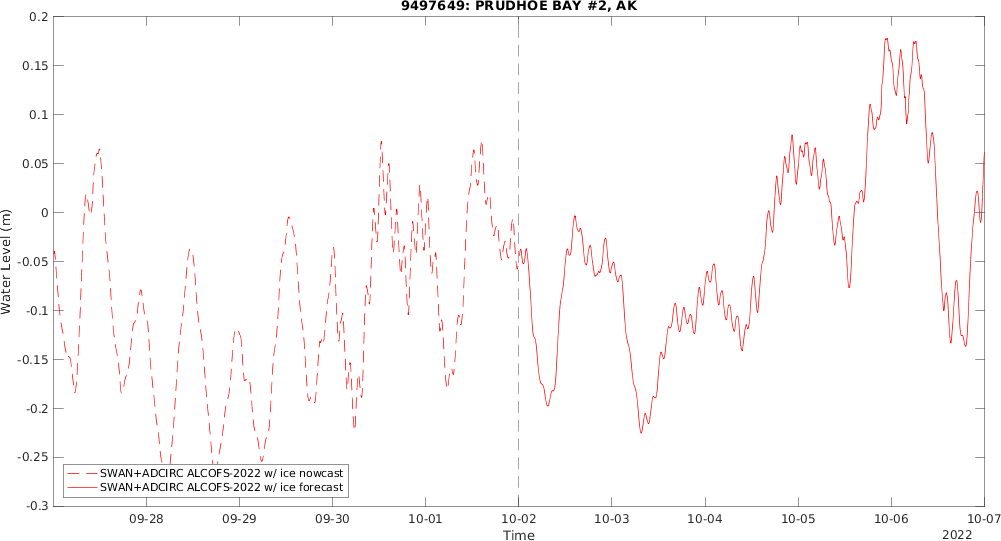 9497649: PRUDHOE BAY #2, AK
Water Level (m)
0.2
0.15
0.1
0.05
0
-0.05
-0.1
-0.15
-0.2
-0.25
-0.3
SWAN+ADCIRC ALCOFS-2022 w/ ice nowcast
SWAN+ADCIRC ALCOFS-2022 w/ ice forecast
09-28 09-29 09-30 10-01 10-02 10-03 10-04 10-05 10-06 10-07
Time
2022